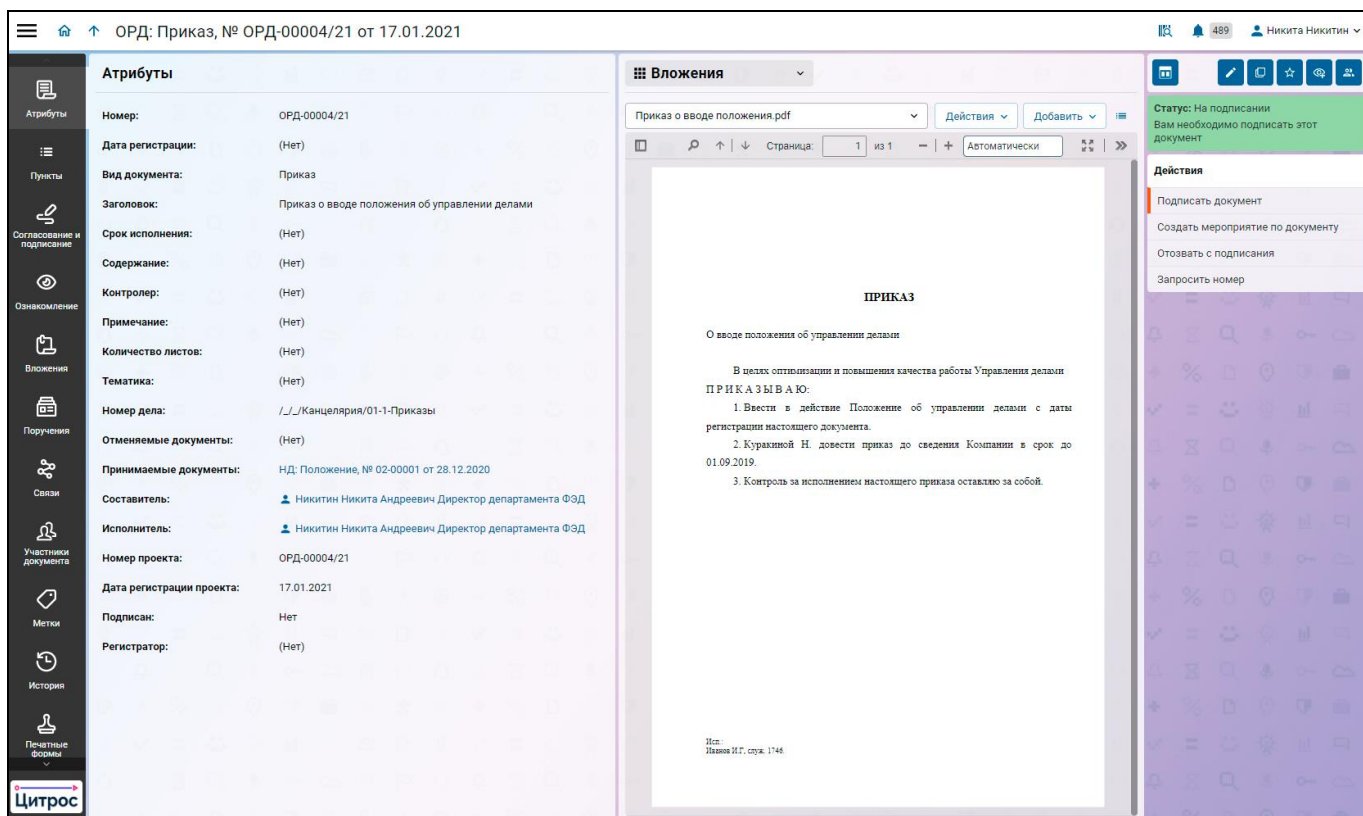 ОРД: Приказ, № ОРД-00004/21 от 17.01.2021
489
Никита Никитин
Атрибуты
Пункты
Согласование и
подписание
Ознакомление
Вложения
Поручения
Связи
Участники
документа
Метки
История
Печатные
формы
Цитрос
Атрибуты
Номер: ОРД-00004/21
Дата регистрации: (Нет)
Вид документа: Приказ
Заголовок: Приказ о вводе положения об управлении делами
Срок исполнения: (Нет)
Содержание: (Нет)
Контролер: (Нет)
Примечание: (Нет)
Количество листов: (Нет)
Тематика: (Нет)
Номер дела: /_/_/Канцелярия/01-1-Приказы
Отменяемые документы: (Нет)
Принимаемые документы: НД: Положение, № 02-00001 от 28.12.2020
Составитель: Никитин Никита Андреевич Директор департамента ФЭД
Исполнитель: Никитин Никита Андреевич Директор департамента ФЭД
Номер проекта: ОРД-00004/21
Дата регистрации проекта: 17.01.2021
Подписан: Нет
Регистратор: (Нет)
Вложения
Приказ о вводе положения.pdf
Действия
Добавить
Страница: 1 из 1
Автоматически
ПРИКАЗ
О вводе положения об управлении делами
В целях оптимизации и повышения качества работы Управления делами
П Р И К А З Ы В А Ю:
1. Ввести в действие Положение об управлении делами с даты
регистрации настоящего документа.
2. Куракиной Н. довести приказ до сведения Компании в срок до
01.09.2019.
3. Контроль за исполнением настоящего приказа оставляю за собой.
Исп.:
Иванов И.Г, служ. 1746.
Статус: На подписании
Вам необходимо подписать этот
документ
Действия
Подписать документ
Создать мероприятие по документу
Отозвать с подписания
Запросить номер